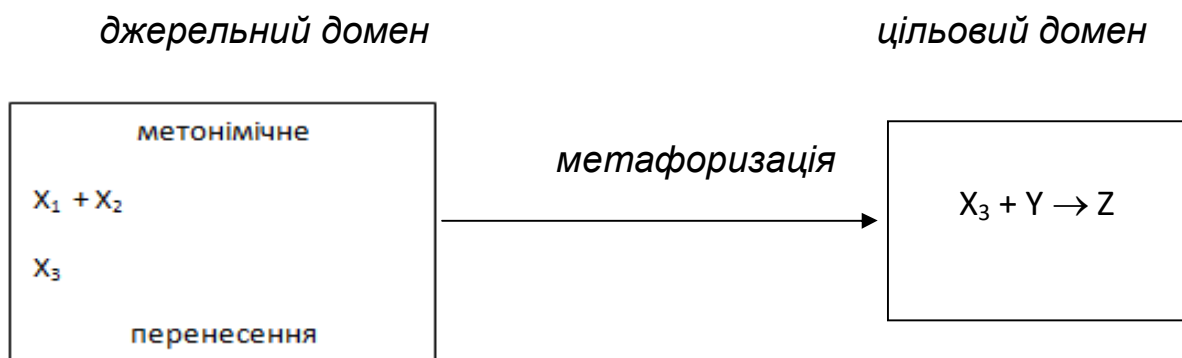 джерельний домен
цільовий домен
метонімічне
X₁ + X₂
X₃
перенесення
метафоризація
X₃ + Y → Z